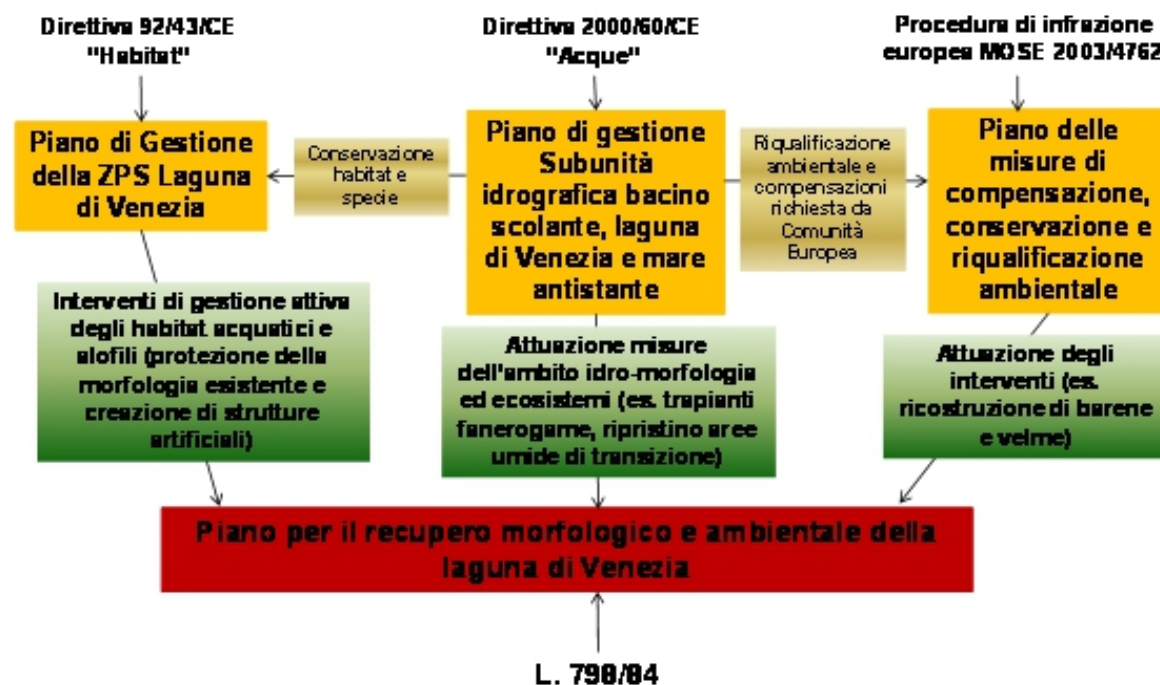 Direttiva 92/43/CE
"Habitat"
Direttiva 2000/60/CE
"Acque"
Procedura di infrazione
europea MOSE 2003/4762
Piano di Gestione
della ZPS Laguna
di Venezia
Conservazione
habitat e
specie
Piano di gestione
Subunità
idrografica bacino
scolante, laguna
di Venezia e mare
antistante
Riqualificazione
ambientale e
compensazioni
richiesta da
Comunità
Europea
Piano delle
misure di
compensazione,
conservazione e
riqualificazione
ambientale
Interventi di gestione attiva
degli habitat acquatici e
alofili (protezione della
morfologia esistente e
creazione di strutture
artificiali)
Attuazione misure
dell'ambito idro-morfologia
ed ecosistemi (es. trapianti
fanerogame, ripristino aree
umide di transizione)
Attuazione degli
interventi (es.
ricostruzione di barene
e velme)
Piano per il recupero morfologico e ambientale della
laguna di Venezia
L. 798/84